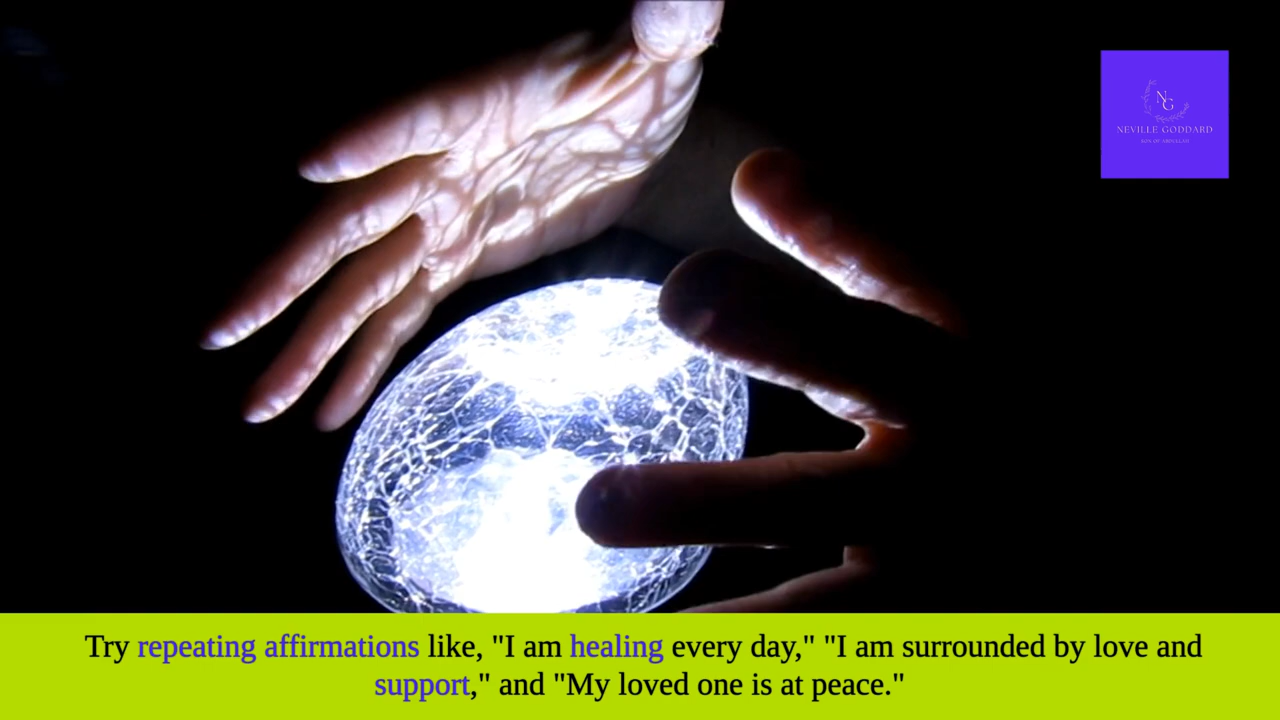 NG
NEVILLE GODDARD
Try repeating affirmations like, "I am healing every day," "I am surrounded by love and
support," and "My loved one is at peace."